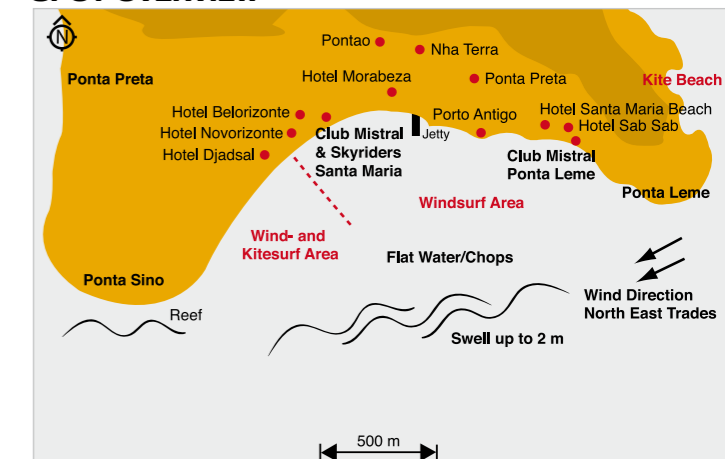 SPOT OVERVIEW
N
Pontao
Nha Terra
Ponta Preta
Hotel Morabeza
Ponta Preta
Kite Beach
Hotel Belorizonte
Porto Antigo
Hotel Santa Maria Beach
Hotel Novorizonte
Club Mistral
& Skyriders
Santa Maria
Jetty
Hotel Sab Sab
Hotel Djadsal
Club Mistral
Ponta Leme
Ponta Leme
Windsurf Area
Wind- and
Kitesurf Area
Flat Water/Chops
Ponta Sino
Wind Direction
North East Trades
Reef
Swell up to 2 m
500 m